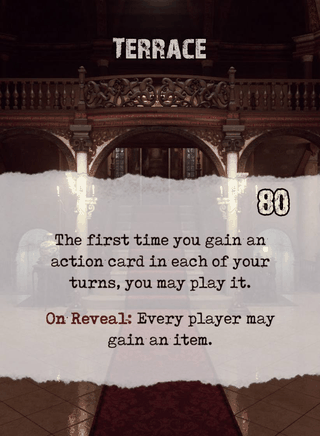 TERRACE
80
The first time you gain an
action card in each of your
turns, you may play it.
On Reveal: Every player may
gain an item.